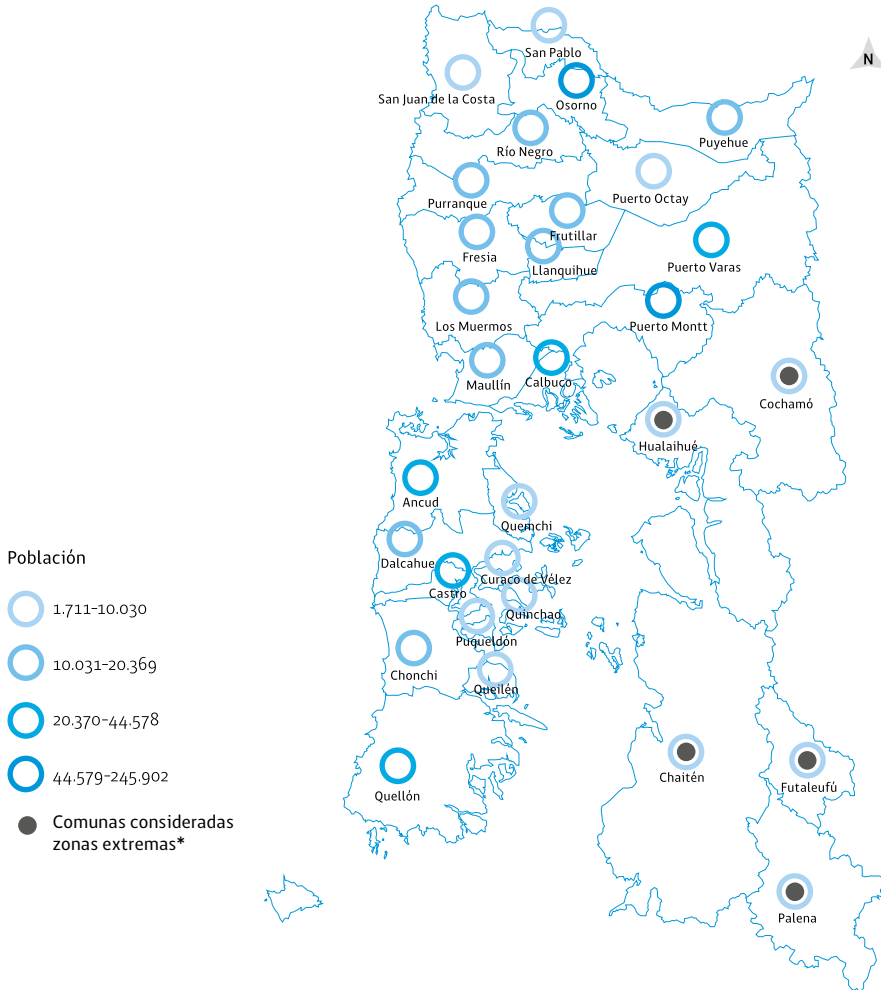 San Pablo
N
San Juan de la Costa
Osorno
Puyehue
Río Negro
Puerto Octay
Purranque
Frutillar
Fresia
Llanquihue
Puerto Varas
Los Muermos
Puerto Montt
Maullín
Calbuco
Cochamó
Hualaihué
Ancud
Quemchi
Dalcahue
Curaco de Vélez
Castro
Quinchao
Puqueldón
Chonchi
Queilén
Chaitén
Futaleufú
Quellón
Palena
Población
1.711-10.030
10.031-20.369
20.370-44.578
44.579-245.902
Comunas consideradas
zonas extremas*